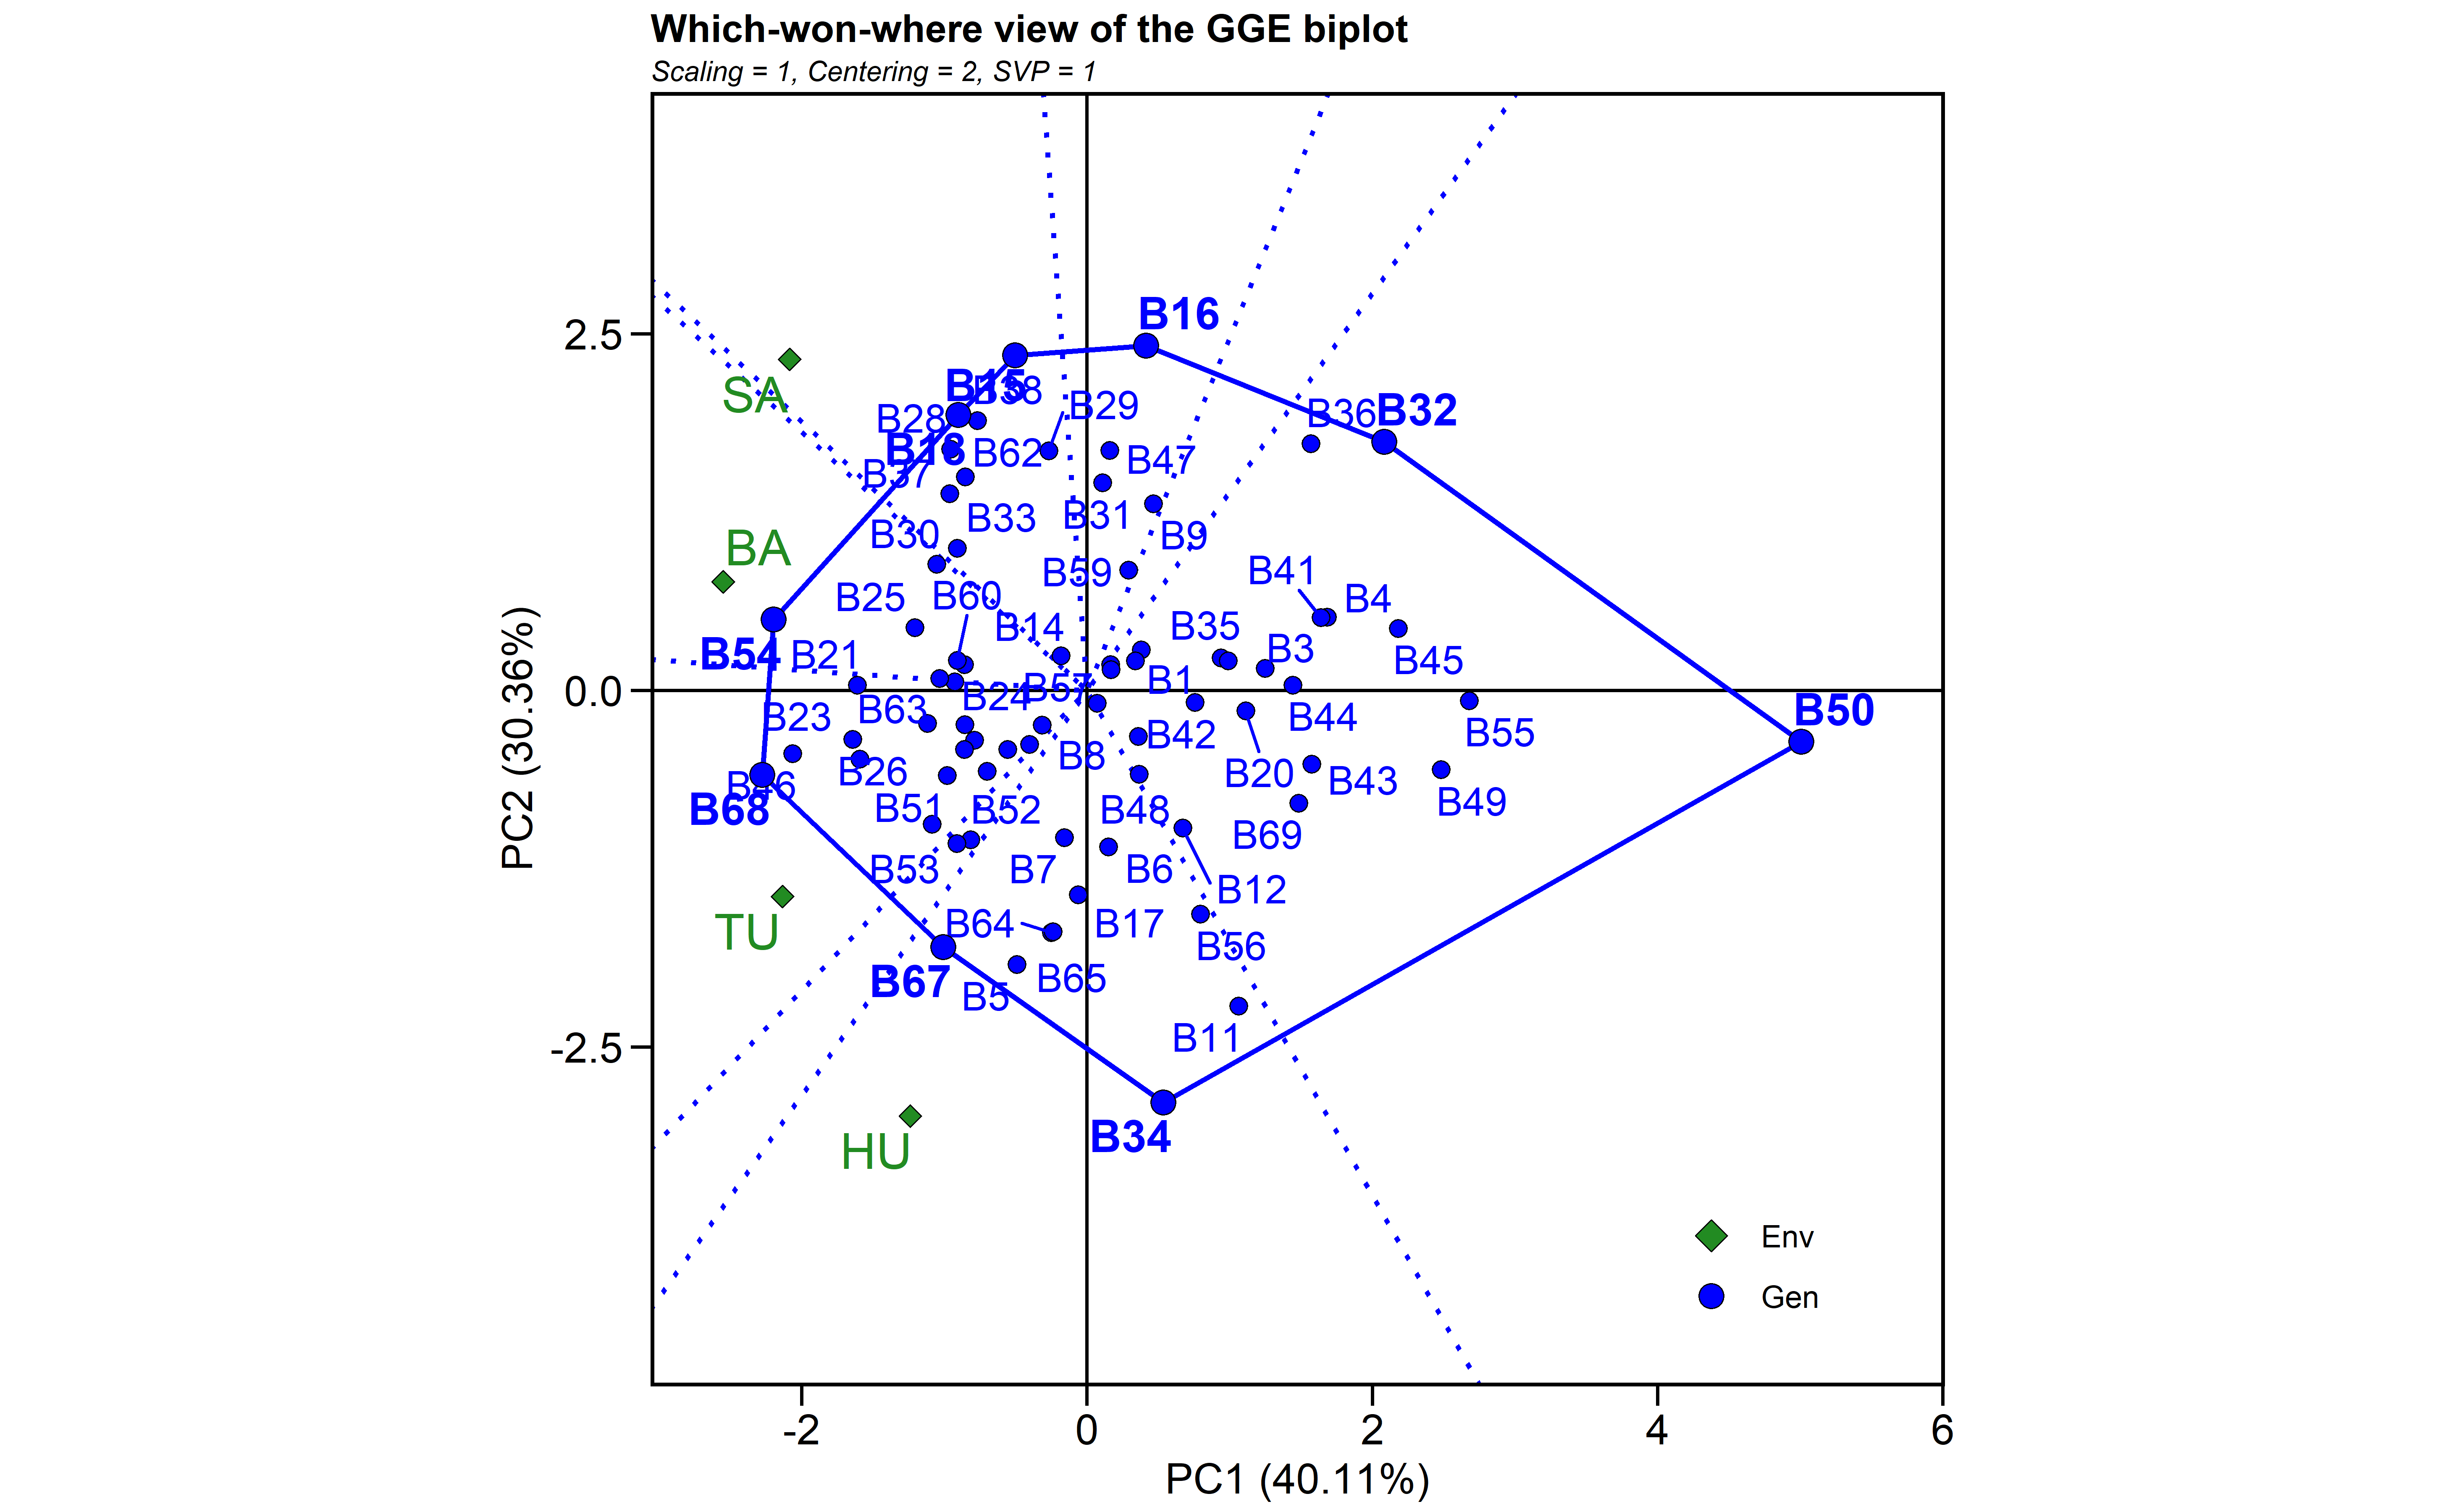 Which-won-where view of the GGE biplot
Scaling = 1, Centering = 2, SVP = 1
B16
2.5
B32
B36
SA
B15
B38
B29
B28
B18
B62
B47
B37
B33
B31
B9
B30
BA
B59
B41
B4
B25
B60
B14
B35
B3
B54
B21
B45
0.0
B57
B1
B24
B63
B50
B23
B44
B55
B42
B8
B26
B20
B43
B68
B51
B52
B48
B49
B69
B53
B7
B6
B12
TU
B64
B17
B56
B67
B5
B65
-2.5
B11
HU
B34
Env
Gen
-2
0
2
4
6
PC1 (40.11%)
PC2 (30.36%)